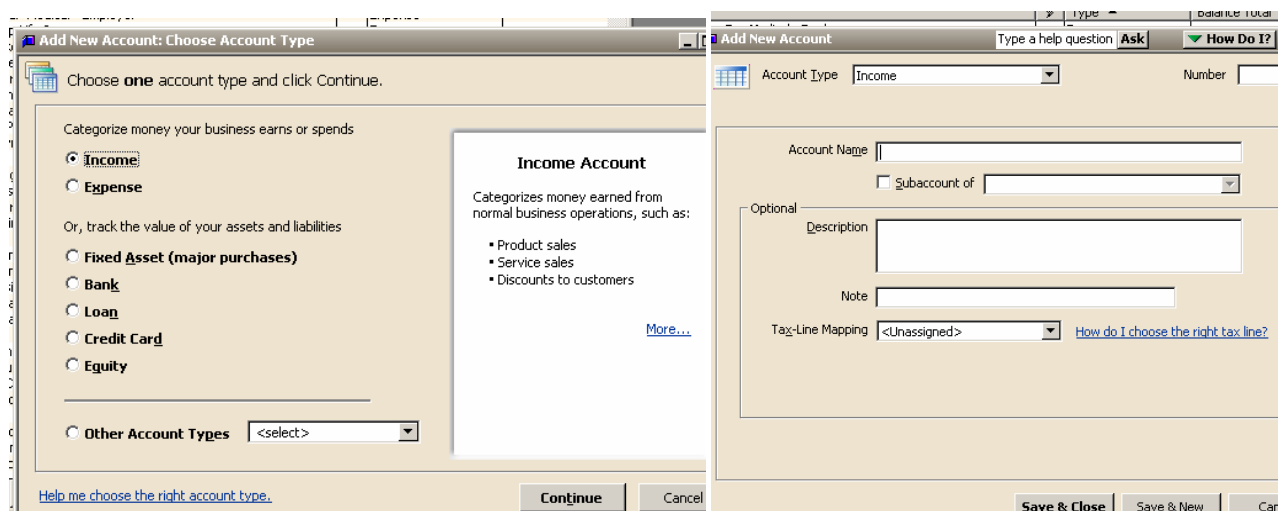 Add New Account: Choose Account Type
Choose one account type and click Continue.
Categorize money your business earns or spends
Income
Expense
Or, track the value of your assets and liabilities
Fixed Asset (major purchases)
Bank
Loan
Credit Card
Equity
Other Account Types <select>
Help me choose the right account type.
Income Account
Categorizes money earned from
normal business operations, such as:
▪ Product sales
▪ Service sales
▪ Discounts to customers
More...
Continue Cancel
Type Balance Total
Add New Account Type a help question Ask How Do I?
Account Type Income Number
Account Name
Subaccount of
Optional
Description
Note
Tax-Line Mapping <Unassigned> How do I choose the right tax line?
Save & Close Save & New